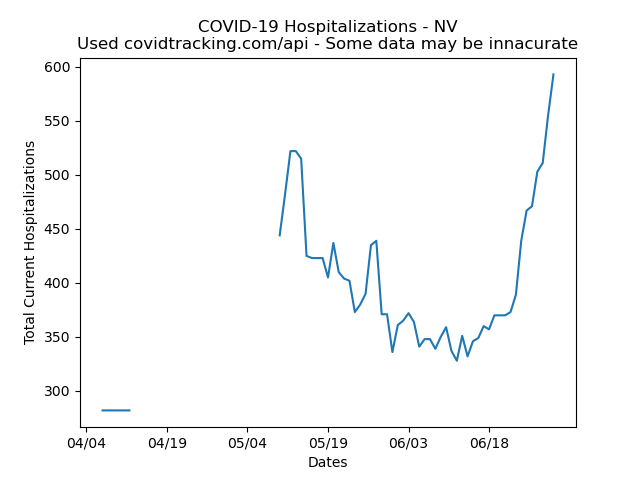 COVID-19 Hospitalizations - NV
Used covidtracking.com/api - Some data may be innacurate
Total Current Hospitalizations
600
550
500
450
400
350
300
04/04 04/19 05/04 05/19 06/03 06/18
Dates